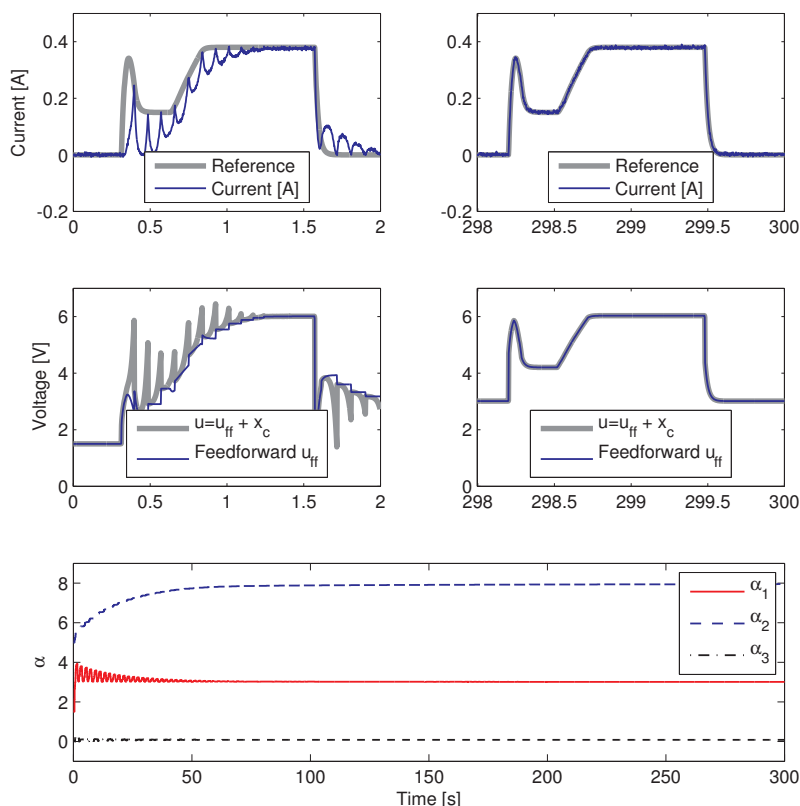 Current [A]
0.4
0.2
0
-0.2
Reference
Current [A]
0 0.5 1 1.5 2
0.4
0.2
0
-0.2
Reference
Current [A]
298 298.5 299 299.5 300
Voltage [V]
6
4
2
0
u=u_ff + x_c
Feedforward u_ff
0 0.5 1 1.5 2
6
4
2
0
u=u_ff + x_c
Feedforward u_ff
298 298.5 299 299.5 300
α
8
6
4
2
0
α_1
α_2
α_3
0 50 100 150 200 250 300
Time [s]